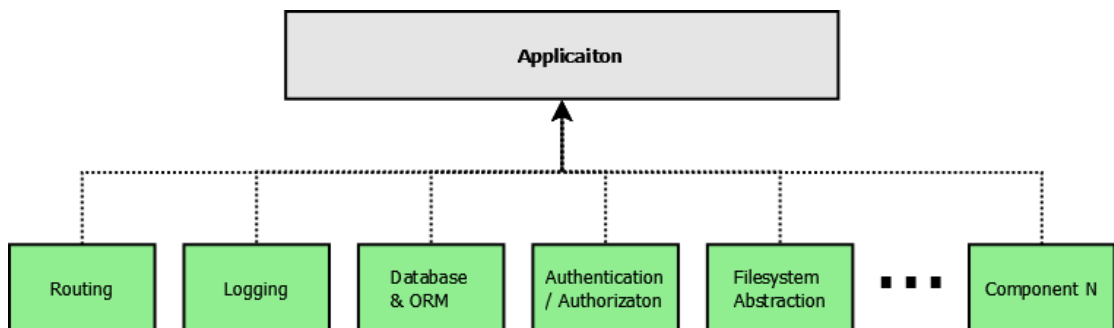 Applicaiton
Routing
Logging
Database
& ORM
Authentication
/ Authorizaton
Filesystem
Abstraction
Component N